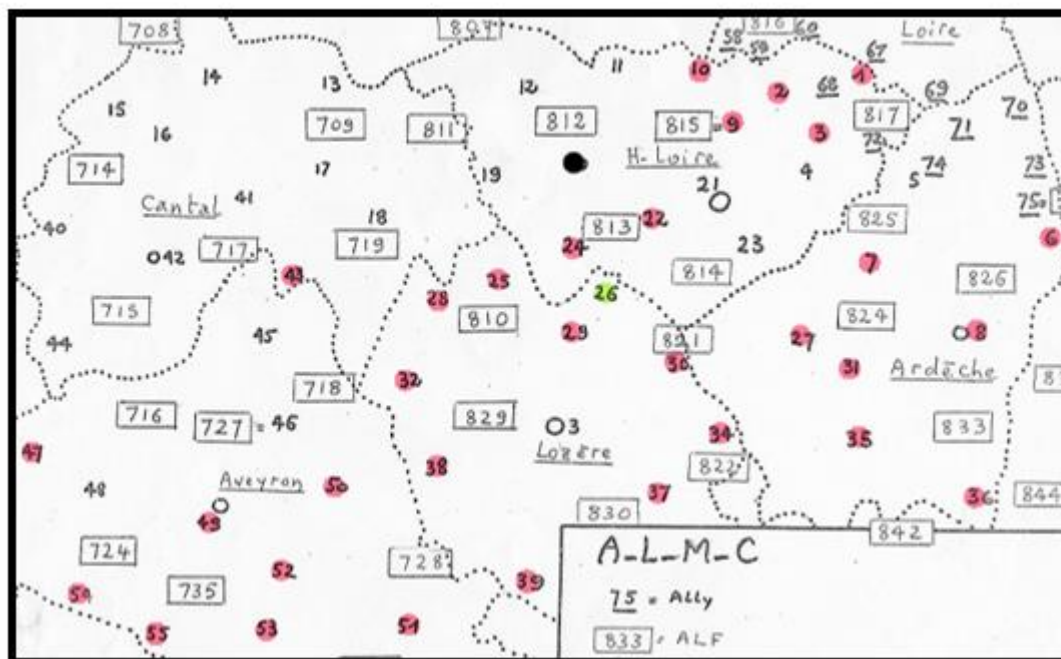 708 807 816 Loire
58 59 60 67
14 13 12 11 10 2 68 1 69 70
15 16 709 811 812 815 = 9 3 817 71
714 17 19 H-Loire 4 72 74 73
Cantal 41 18 21 5 75=
40 42 717 719 24 813 22 23 825 6
43 28 25 26 814 7 826
715 45 810 29 821 824 27 8
44 718 32 30 31 Ardèche
716 727 = 46 829 3 34 35 833
47 Aveyron Lozère
48 50 38 37 822 36 844
49 830 842
724 52 728 A-L-M-C
735 39 75 = Ally
55 53 51 833 = ALF